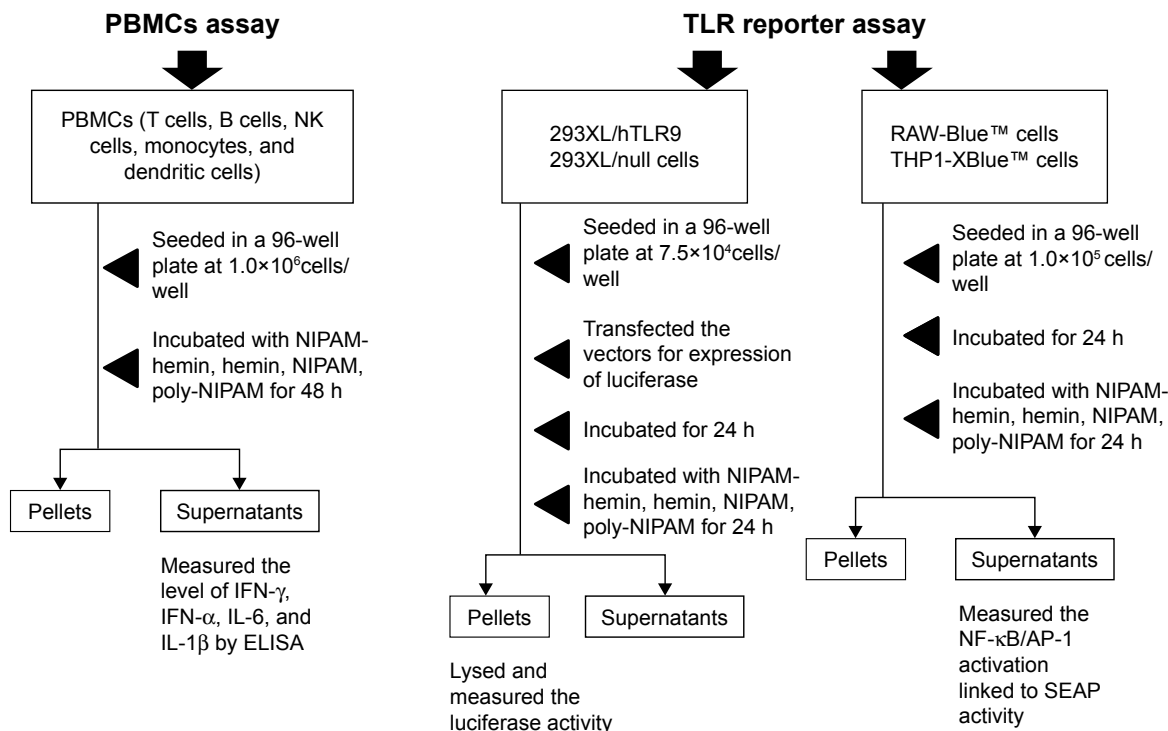 PBMCs assay
PBMCs (T cells, B cells, NK
cells, monocytes, and
dendritic cells)
Seeded in a 96-well
plate at 1.0×10⁶cells/
well
Incubated with NIPAM-
hemin, hemin, NIPAM,
poly-NIPAM for 48 h
Pellets
Supernatants
Measured the
level of IFN-γ,
IFN-α, IL-6, and
IL-1β by ELISA
TLR reporter assay
293XL/hTLR9
293XL/null cells
Seeded in a 96-well
plate at 7.5×10⁴cells/
well
Transfected the
vectors for expression
of luciferase
Incubated for 24 h
Incubated with NIPAM-
hemin, hemin, NIPAM,
poly-NIPAM for 24 h
Pellets
Supernatants
Lysed and
measured the
luciferase activity
RAW-Blue™ cells
THP1-XBlue™ cells
Seeded in a 96-well
plate at 1.0×10⁵ cells/
well
Incubated for 24 h
Incubated with NIPAM-
hemin, hemin, NIPAM,
poly-NIPAM for 24 h
Pellets
Supernatants
Measured the
NF-κB/AP-1
activation
linked to SEAP
activity